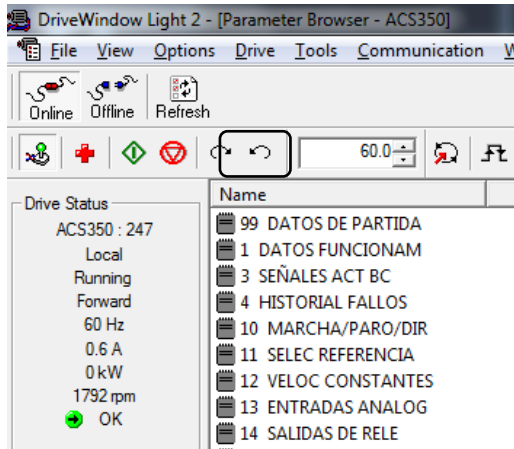 DriveWindow Light 2 - [Parameter Browser - ACS350]
File View Options Drive Tools Communication W
Online Offline Refresh
60.0
Drive Status
ACS350 : 247
Local
Running
Forward
60 Hz
0.6 A
0 kW
1792 rpm
OK
Name
99 DATOS DE PARTIDA
1 DATOS FUNCIONAM
3 SEÑALES ACT BC
4 HISTORIAL FALLOS
10 MARCHA/PARO/DIR
11 SELEC REFERENCIA
12 VELOC CONSTANTES
13 ENTRADAS ANALOG
14 SALIDAS DE RELE